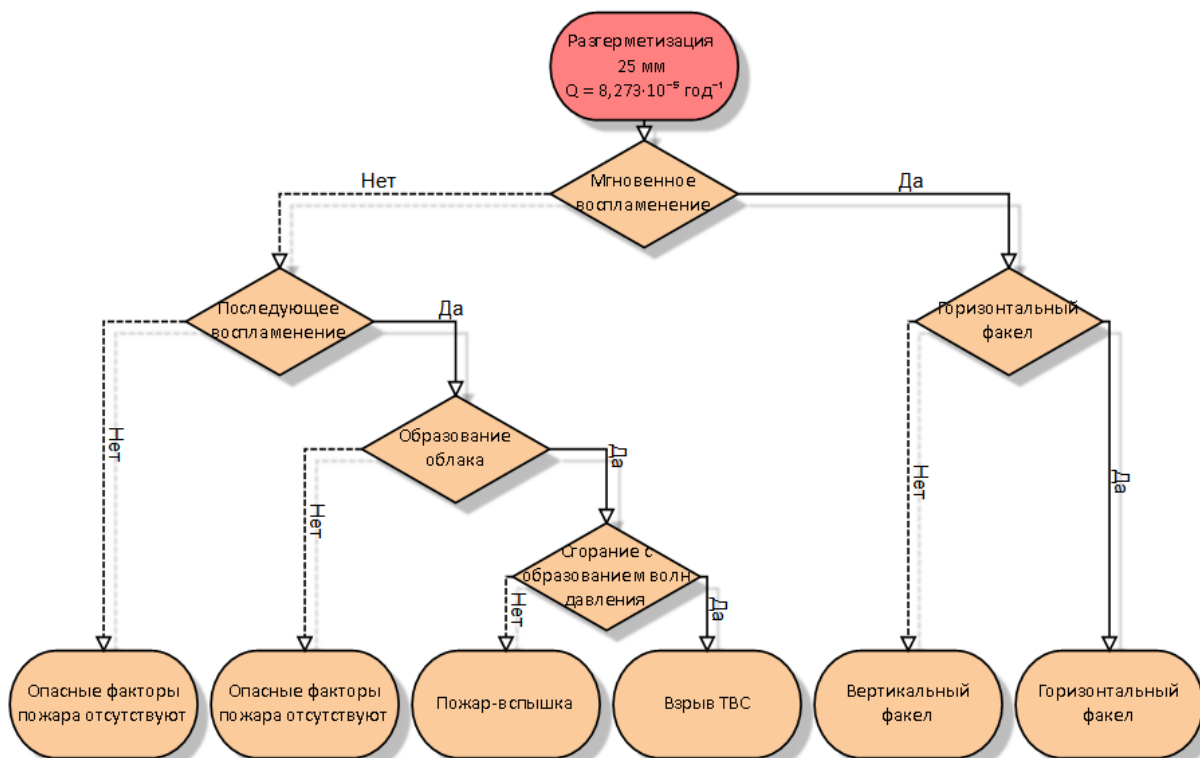 Разгерметизация
25 мм
Q = 8,273·10⁻⁵ год⁻¹
Мгновенное
воспламенение
Нет
Да
Последующее
воспламенение
Да
Горизонтальный
факел
Нет
Образование
облака
Да
Нет
Нет
Да
Сгорание с
образованием волн
давления
Нет
Да
Опасные факторы
пожара отсутствуют
Опасные факторы
пожара отсутствуют
Пожар-вспышка
Взрыв ТВС
Вертикальный
факел
Горизонтальный
факел